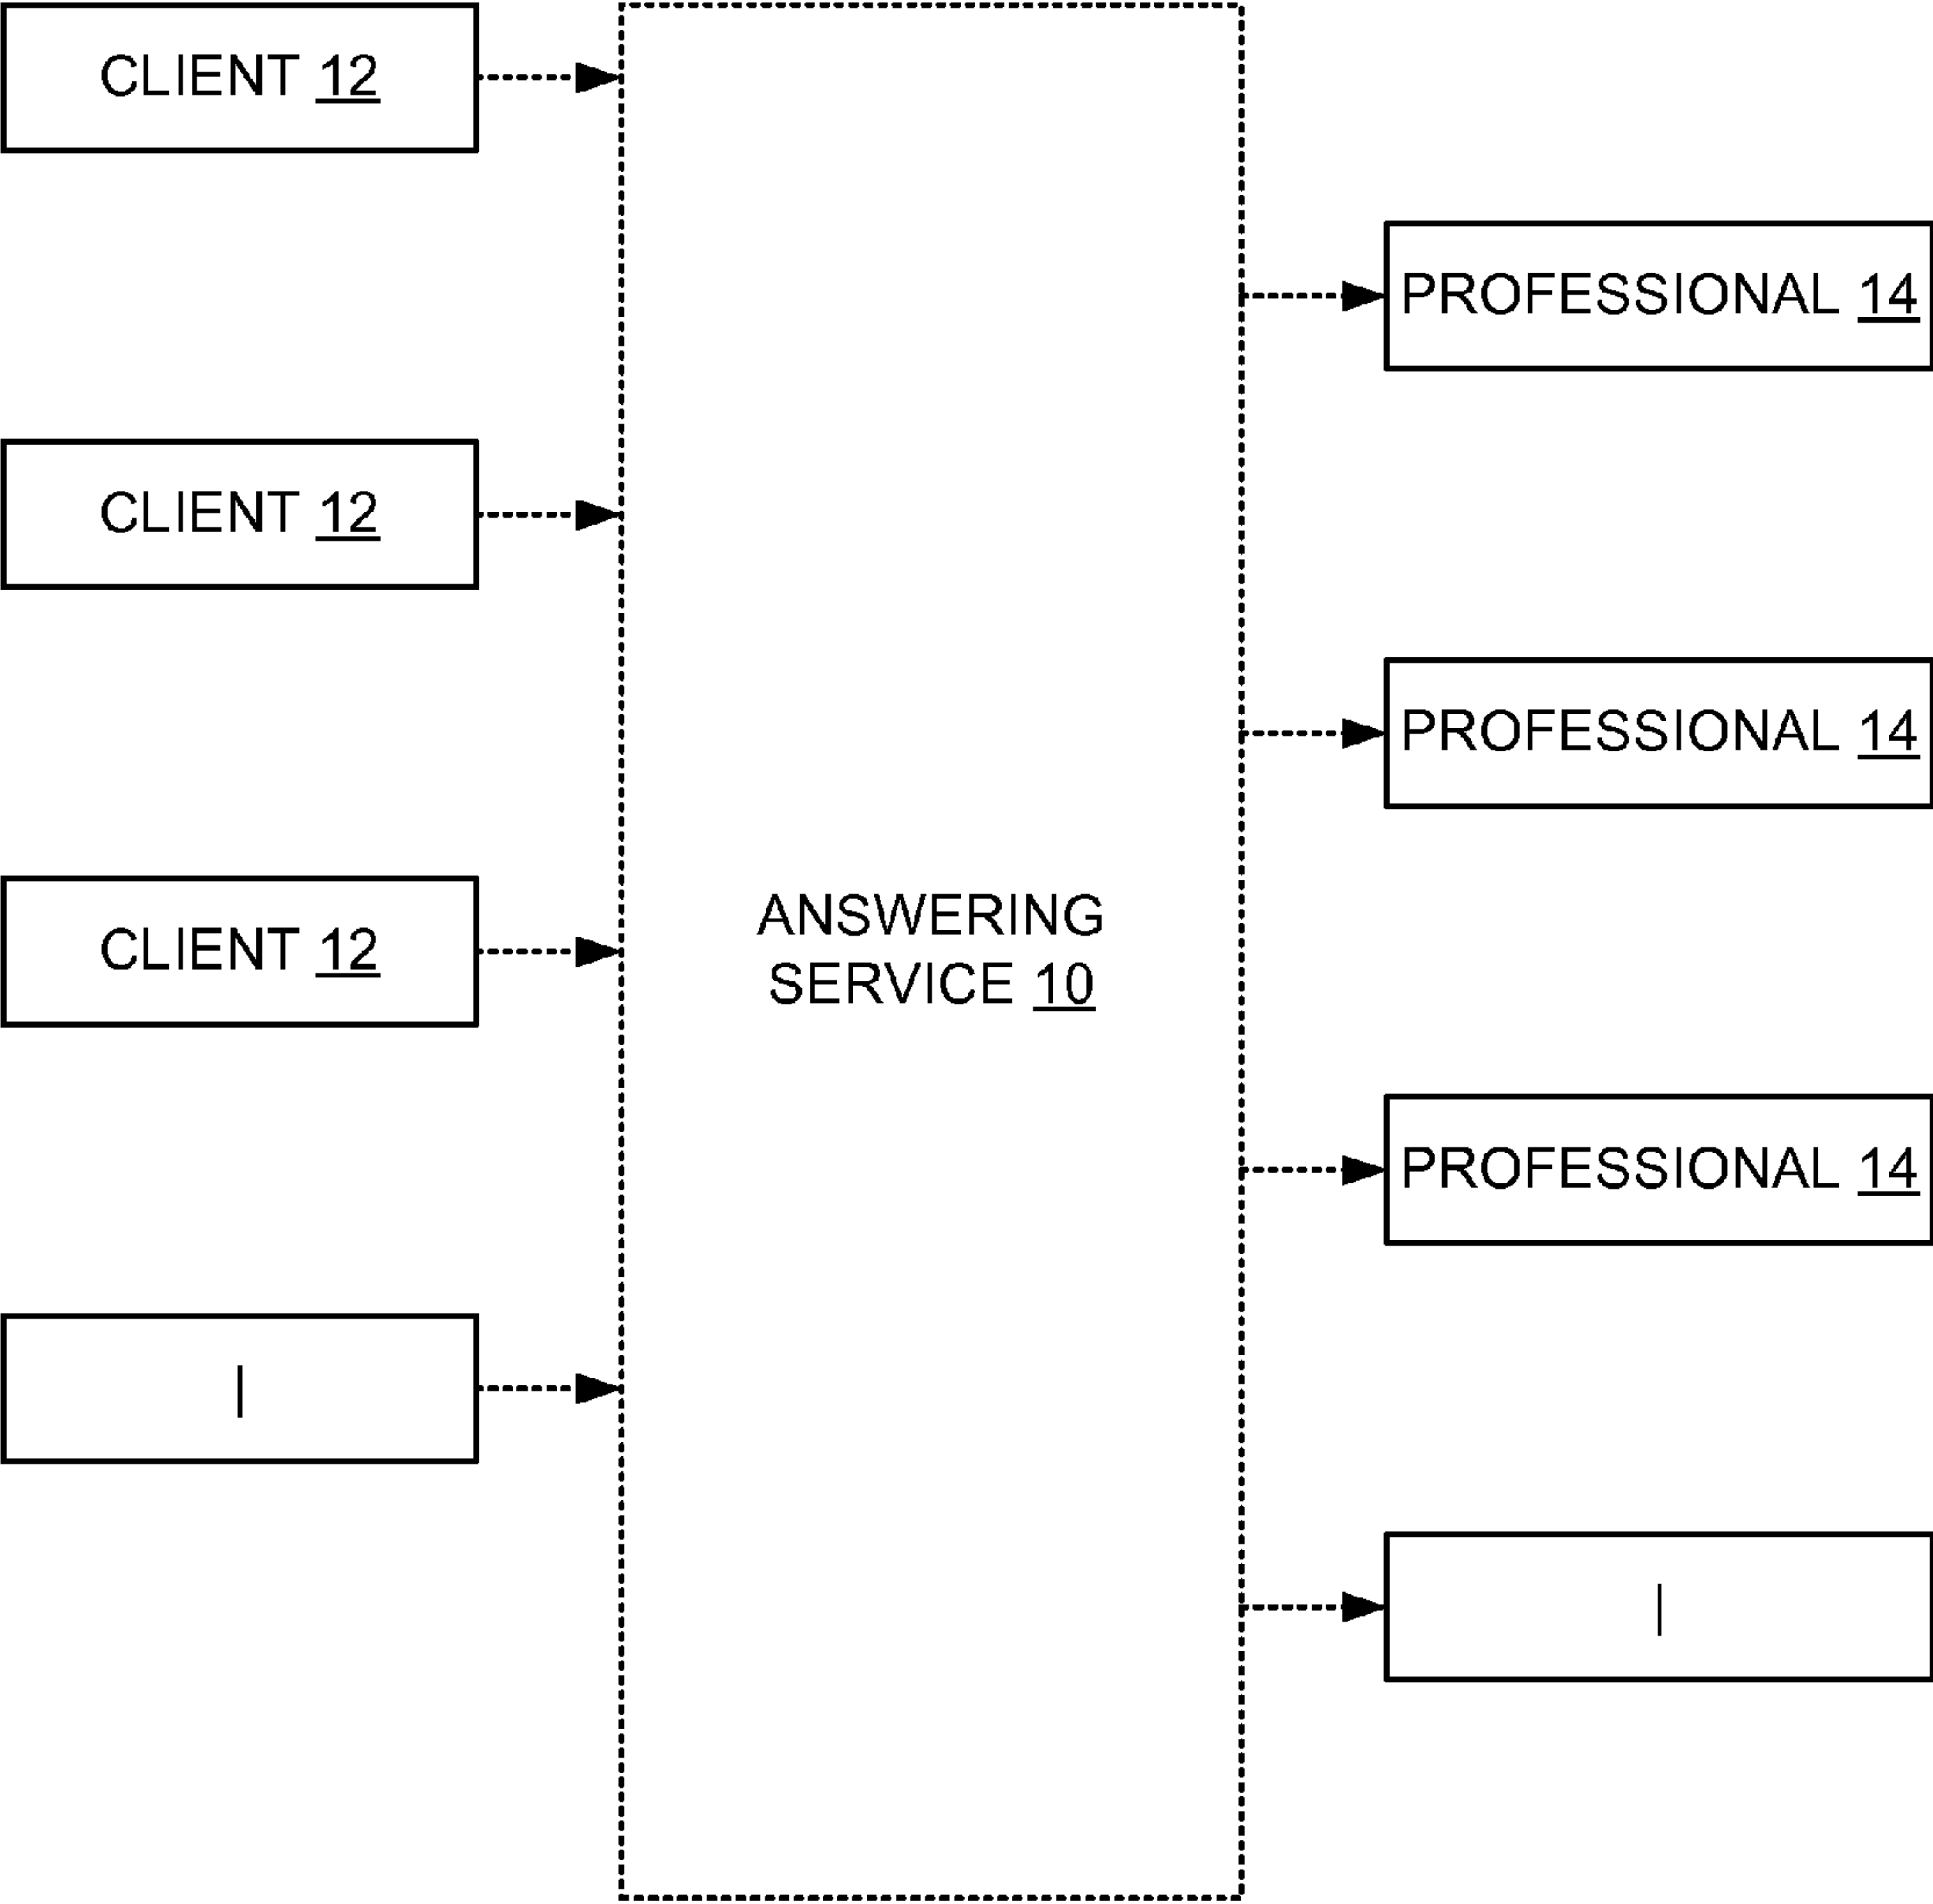 CLIENT 12
CLIENT 12
CLIENT 12
|
ANSWERING
SERVICE 10
PROFESSIONAL 14
PROFESSIONAL 14
PROFESSIONAL 14
|